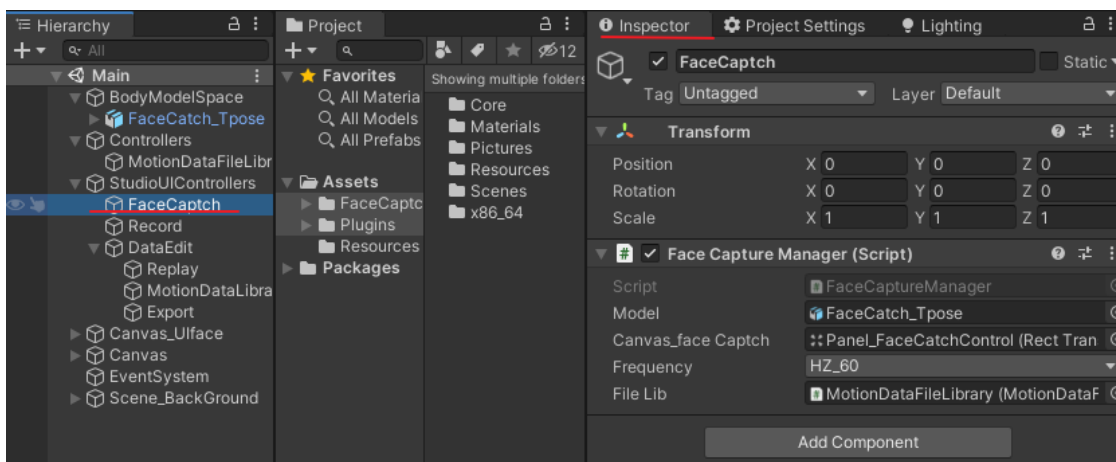 Hierarchy
All
Main
BodyModelSpace
FaceCatch_Tpose
Controllers
MotionDataFileLibr
StudioUIControllers
FaceCaptch
Record
DataEdit
Replay
MotionDataLibra
Export
Canvas_UIface
Canvas
EventSystem
Scene_BackGround
Project
12
Favorites
All Materia
All Models
All Prefabs
Assets
FaceCaptc
Plugins
Resources
Packages
Showing multiple folders
Core
Materials
Pictures
Resources
Scenes
x86_64
Inspector Project Settings Lighting
FaceCaptch Static
Tag Untagged Layer Default
Transform
Position X 0 Y 0 Z 0
Rotation X 0 Y 0 Z 0
Scale X 1 Y 1 Z 1
# Face Capture Manager (Script)
Script # FaceCaptureManager
Model FaceCatch_Tpose
Canvas_face Captch Panel_FaceCatchControl (Rect Tran
Frequency HZ_60
File Lib # MotionDataFileLibrary (MotionDataF
Add Component